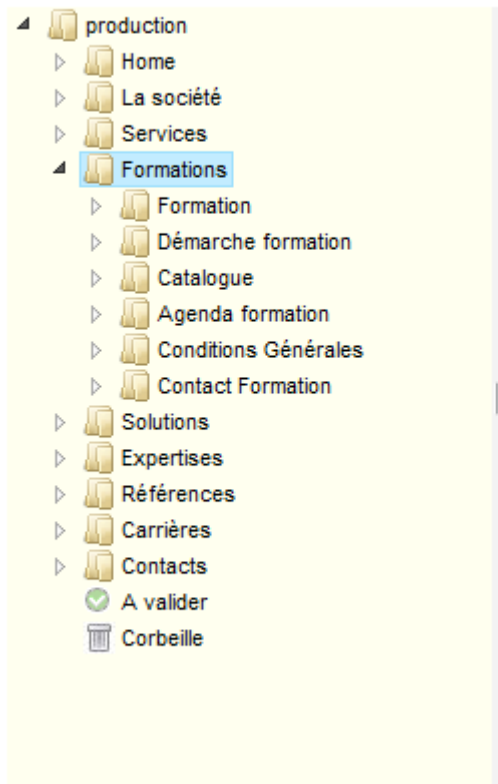 production
Home
La société
Services
Formations
Formation
Démarche formation
Catalogue
Agenda formation
Conditions Générales
Contact Formation
Solutions
Expertises
Références
Carrières
Contacts
A valider
Corbeille